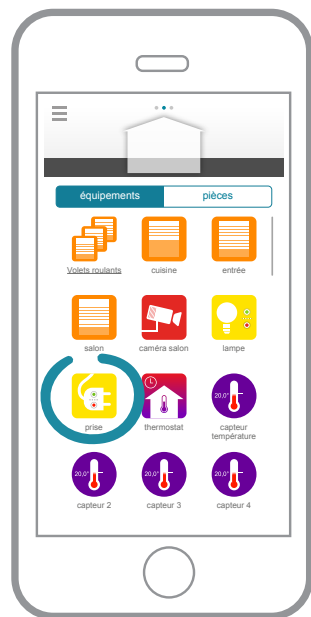 équipements pièces
Volets roulants cuisine entrée
salon caméra salon lampe
20,0°
prise thermostat capteur
température
20,0° 20,0° 20,0°
capteur 2 capteur 3 capteur 4